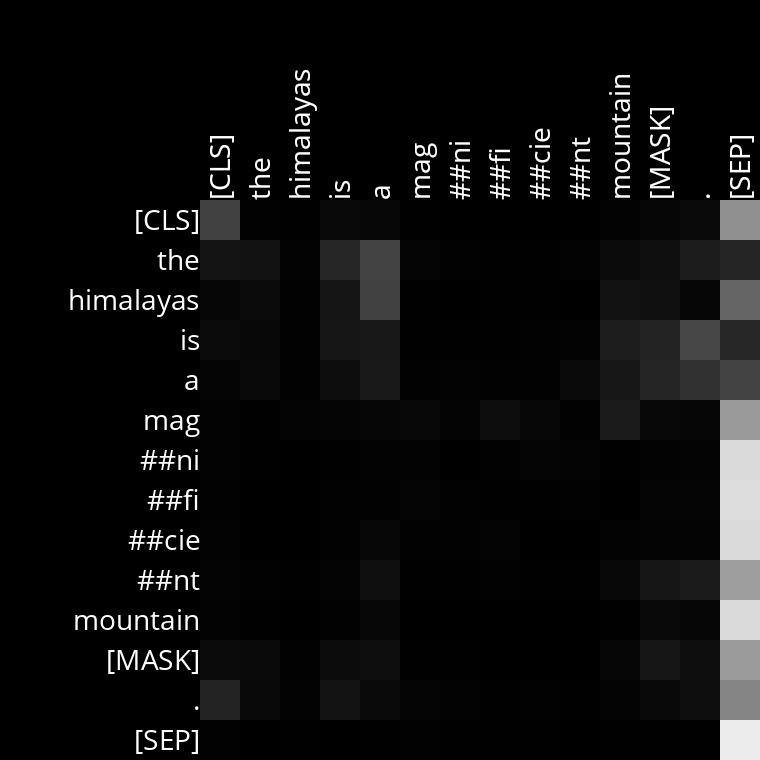 [CLS]
the
himalayas
is
a
mag
##ni
##fi
##cie
##nt
mountain
[MASK]
.
[SEP]
[CLS]
the
himalayas
is
a
mag
##ni
##fi
##cie
##nt
mountain
[MASK]
.
[SEP]